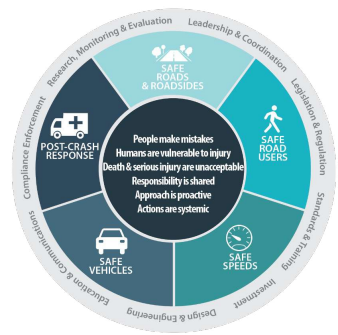 Research, Monitoring & Evaluation
Leadership & Coordination
Legislation & Regulation
Standards & Training
Investment
Design & Engineering
Education & Communications
Compliance Enforcement
SAFE
ROADS
& ROADSIDES
SAFE
ROAD
USERS
SAFE
SPEEDS
SAFE
VEHICLES
POST-CRASH
RESPONSE
People make mistakes
Humans are vulnerable to injury
Death & serious injury are unacceptable
Responsibility is shared
Approach is proactive
Actions are systemic